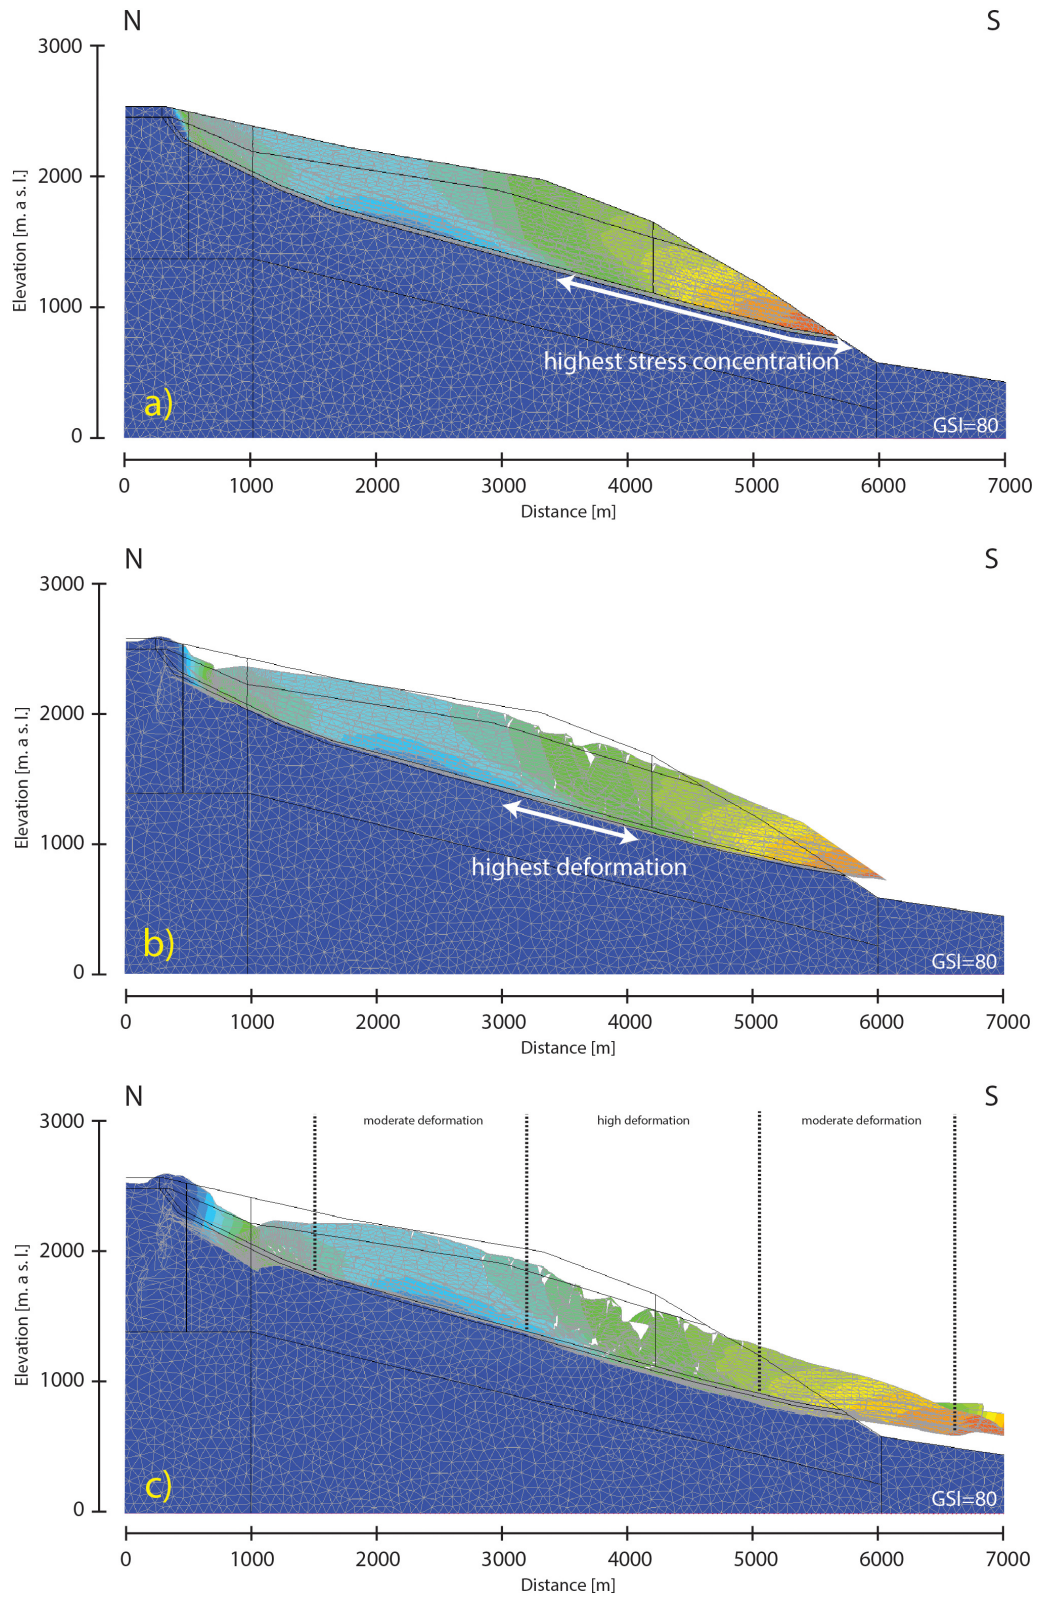 N
S
3000
2000
1000
0
Elevation [m. a s. l.]
highest stress concentration
a)
GSI=80
0 1000 2000 3000 4000 5000 6000 7000
Distance [m]
N
S
3000
2000
1000
0
Elevation [m. a s. l.]
highest deformation
b)
GSI=80
0 1000 2000 3000 4000 5000 6000 7000
Distance [m]
N
S
3000
2000
1000
0
Elevation [m. a s. l.]
moderate deformation
high deformation
moderate deformation
c)
GSI=80
0 1000 2000 3000 4000 5000 6000 7000
Distance [m]